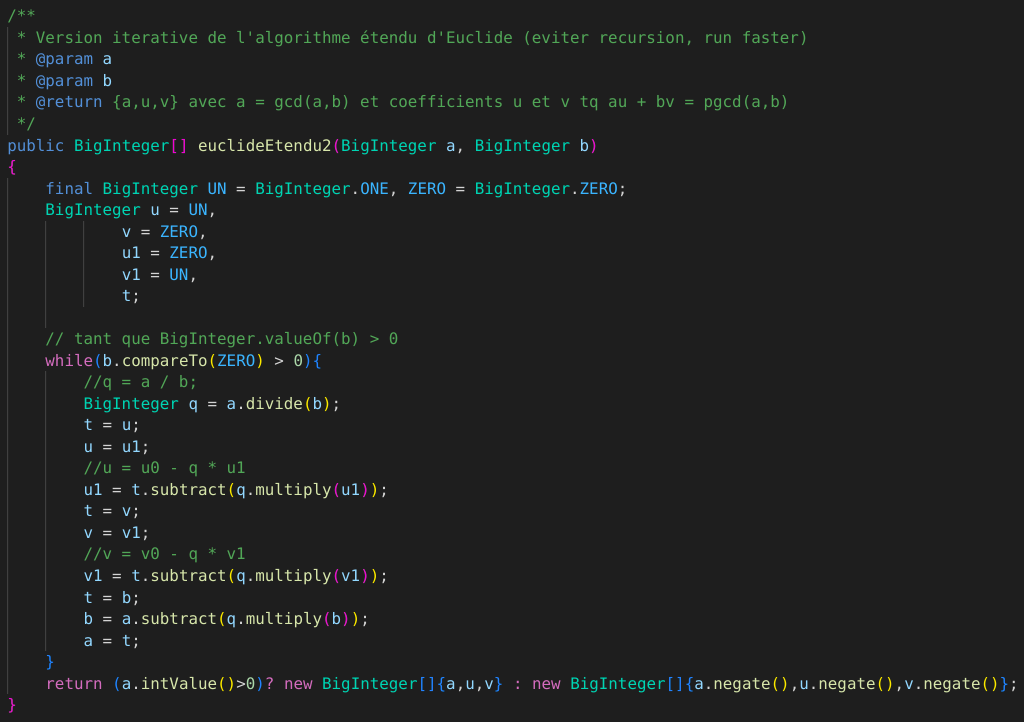 /**
 * Version iterative de l'algorithme étendu d'Euclide (eviter recursion, run faster)
 * @param a
 * @param b
 * @return {a,u,v} avec a = gcd(a,b) et coefficients u et v tq au + bv = pgcd(a,b)
 */
public BigInteger[] euclideEtendu2(BigInteger a, BigInteger b)
{
    final BigInteger UN = BigInteger.ONE, ZERO = BigInteger.ZERO;
    BigInteger u = UN,
            v = ZERO,
            u1 = ZERO,
            v1 = UN,
            t;

    // tant que BigInteger.valueOf(b) > 0
    while(b.compareTo(ZERO) > 0){
        //q = a / b;
        BigInteger q = a.divide(b);
        t = u;
        u = u1;
        //u = u0 - q * u1
        u1 = t.subtract(q.multiply(u1));
        t = v;
        v = v1;
        //v = v0 - q * v1
        v1 = t.subtract(q.multiply(v1));
        t = b;
        b = a.subtract(q.multiply(b));
        a = t;
    }
    return (a.intValue()>0)? new BigInteger[]{a,u,v} : new BigInteger[]{a.negate(),u.negate(),v.negate()};
}